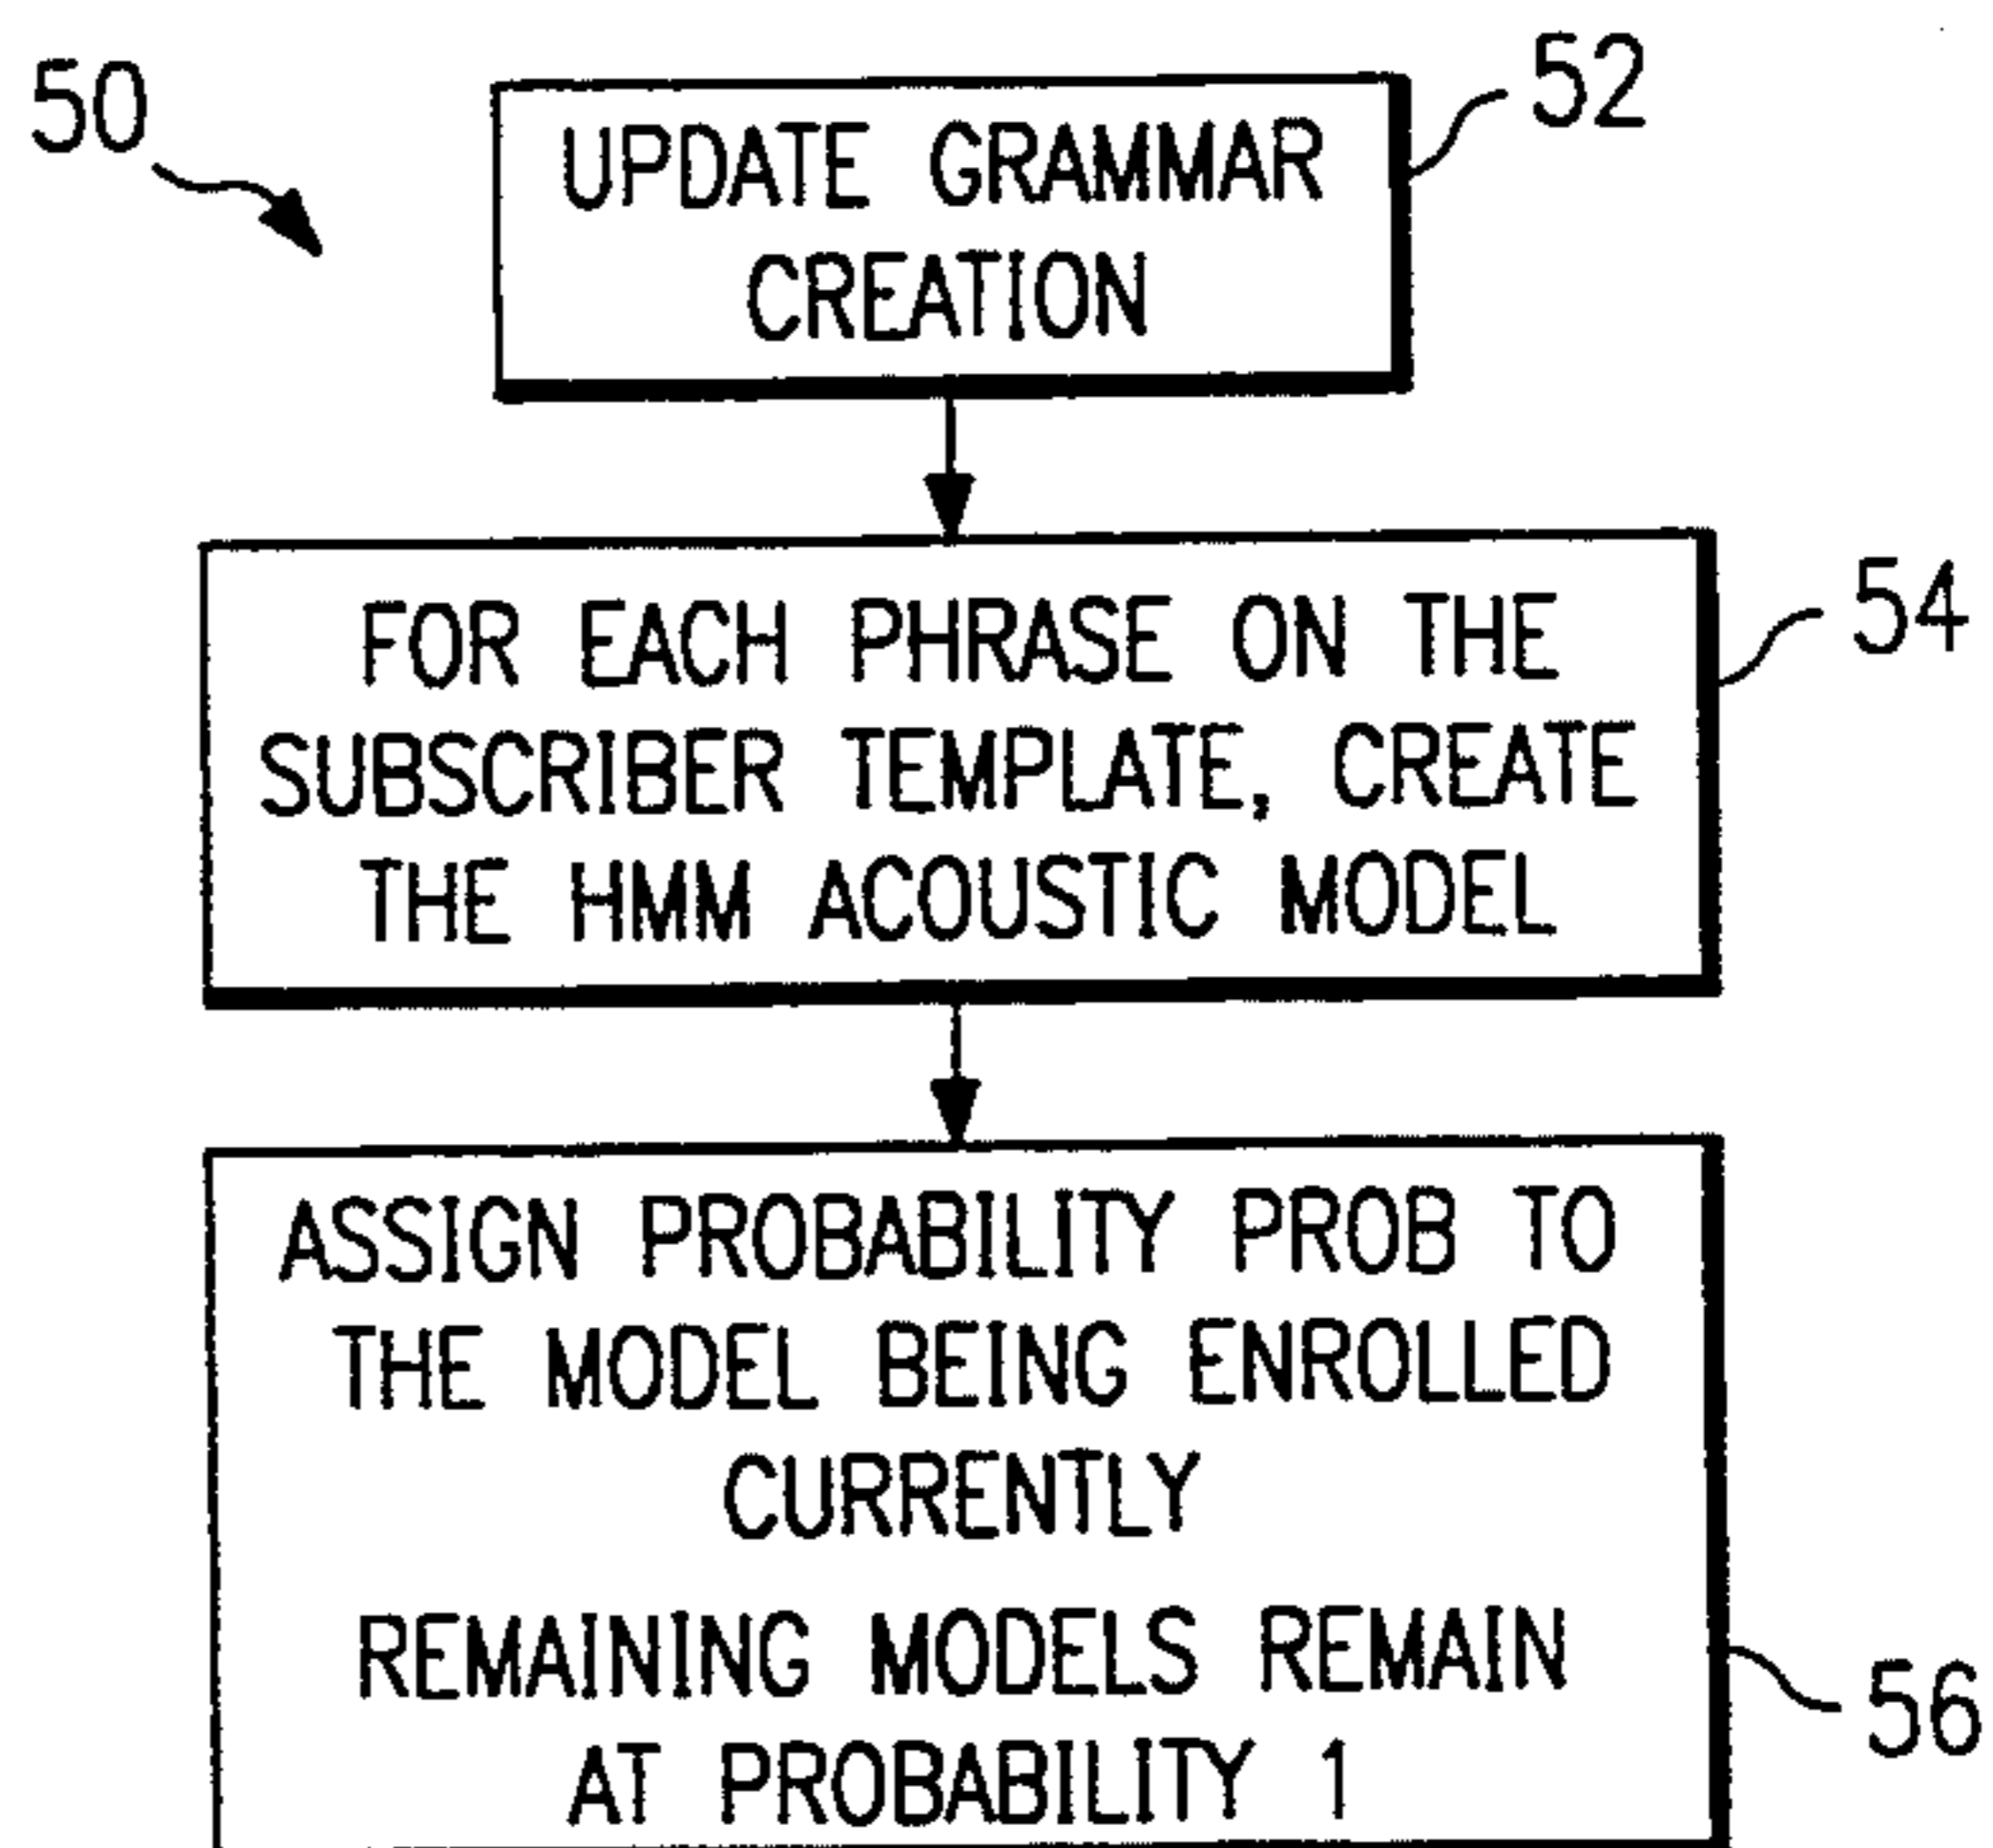 50
52
UPDATE GRAMMAR
CREATION
54
FOR EACH PHRASE ON THE
SUBSCRIBER TEMPLATE, CREATE
THE HMM ACOUSTIC MODEL
ASSIGN PROBABILITY PROB TO
THE MODEL BEING ENROLLED
CURRENTLY
REMAINING MODELS REMAIN
AT PROBABILITY 1
56